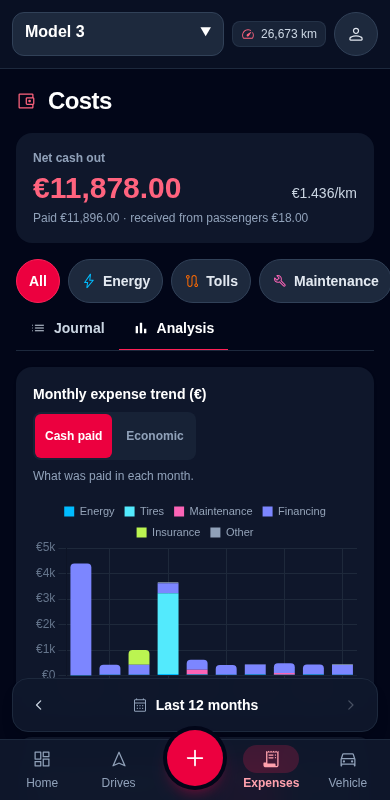 Model 3 ▼ 26,673 km
Costs
Net cash out
€11,878.00 €1.436/km
Paid €11,896.00 · received from passengers €18.00
All Energy Tolls Maintenance
Journal Analysis
Monthly expense trend (€)
Cash paid Economic
What was paid in each month.
Energy Tires Maintenance Financing
Insurance Other
€5k
€4k
€3k
€2k
€1k
€0
Last 12 months
Home Drives Expenses Vehicle